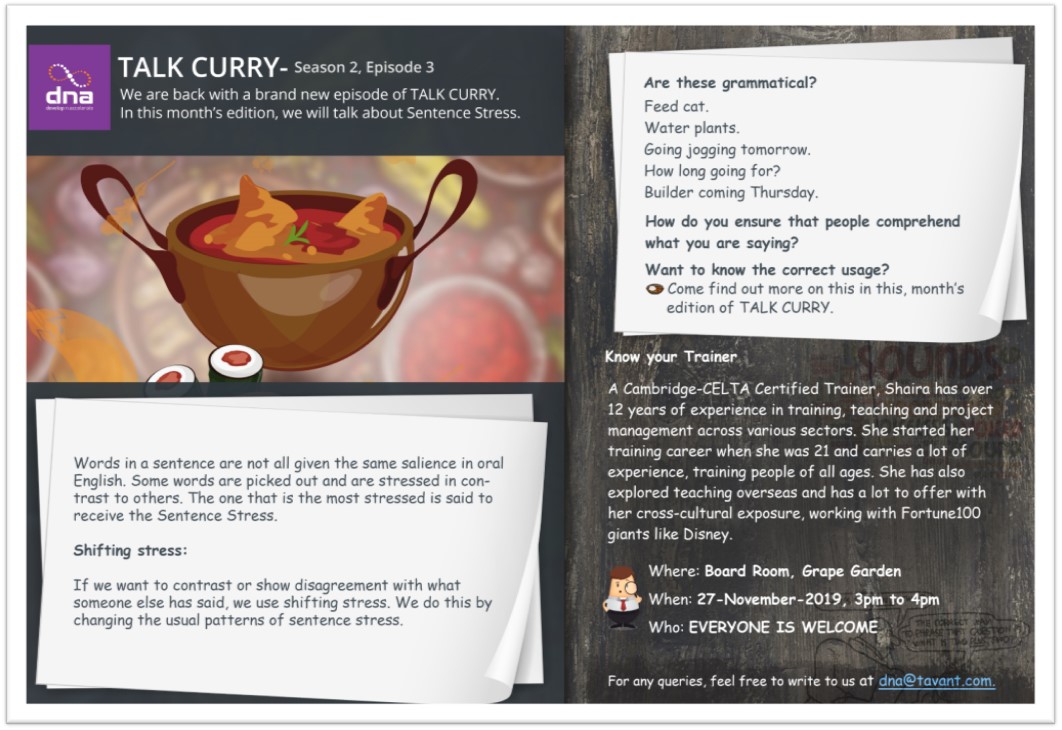 dna
TALK CURRY- Season 2, Episode 3
We are back with a brand new episode of TALK CURRY.
In this month's edition, we will talk about Sentence Stress.
Words in a sentence are not all given the same salience in oral
English. Some words are picked out and are stressed in con-
trast to others. The one that is the most stressed is said to
receive the Sentence Stress.
Shifting stress:
If we want to contrast or show disagreement with what
someone else has said, we use shifting stress. We do this by
changing the usual patterns of sentence stress.
Are these grammatical?
Feed cat.
Water plants.
Going jogging tomorrow.
How long going for?
Builder coming Thursday.
How do you ensure that people comprehend
what you are saying?
Want to know the correct usage?
Come find out more on this in this, month's
edition of TALK CURRY.
SOUNDS
Know your Trainer
A Cambridge-CELTA Certified Trainer, Shaira has over
12 years of experience in training, teaching and project
management across various sectors. She started her
training career when she was 21 and carries a lot of
experience, training people of all ages. She has also
explored teaching overseas and has a lot to offer with
her cross-cultural exposure, working with Fortune100
giants like Disney.
Where: Board Room, Grape Garden
When: 27-November-2019, 3pm to 4pm
Who: EVERYONE IS WELCOME
For any queries, feel free to write to us at dna@tavant.com.